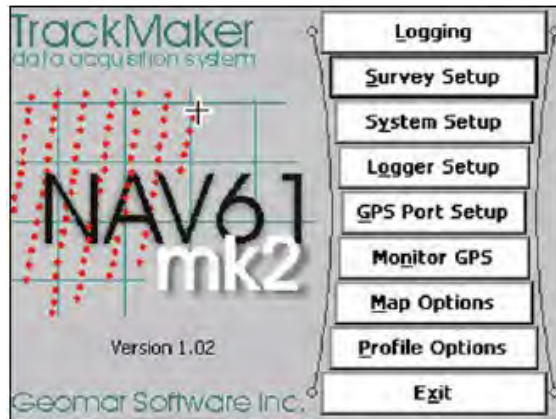 TrackMaker
data acquisition system
NAV61
mk2
Version 1.02
Geomar Software Inc.
Logging
Survey Setup
System Setup
Logger Setup
GPS Port Setup
Monitor GPS
Map Options
Profile Options
Exit